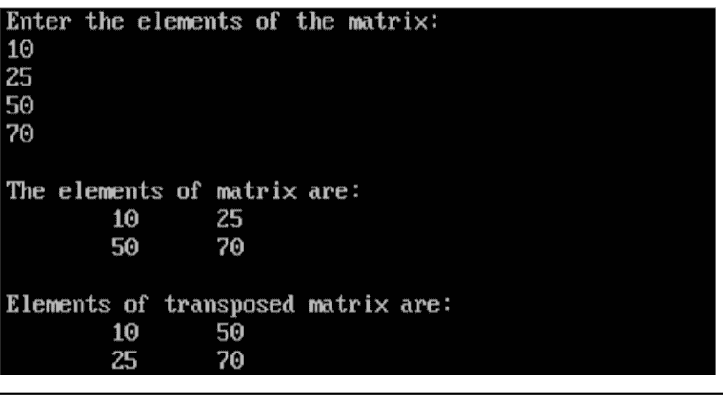 Enter the elements of the matrix:
10
25
50
70
The elements of matrix are:
10 25
50 70
Elements of transposed matrix are:
10 50
25 70